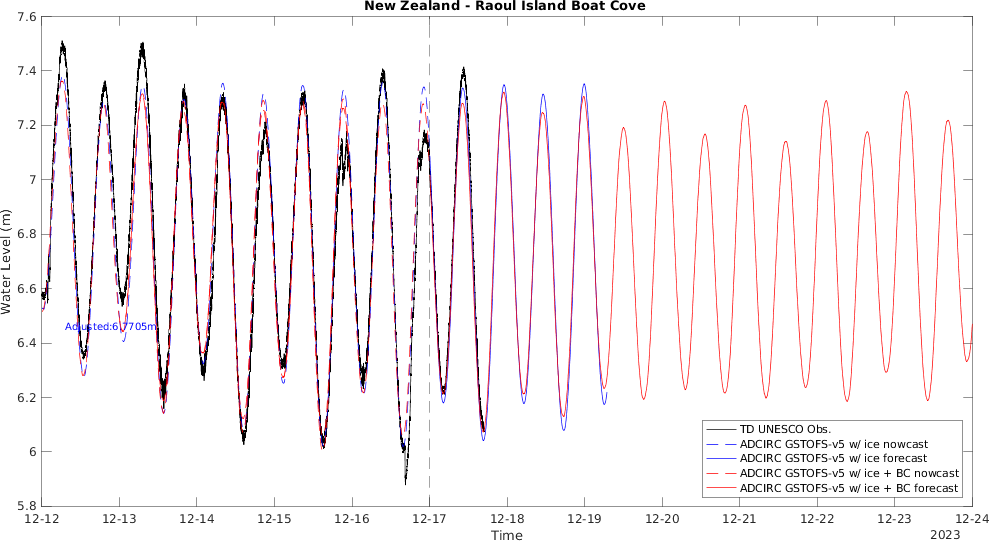 New Zealand - Raoul Island Boat Cove
7.6
7.4
7.2
7
6.8
6.6
6.4
6.2
6
5.8
Water Level (m)
Adjusted:6.7705m
TD UNESCO Obs.
ADCIRC GSTOFS-v5 w/ ice nowcast
ADCIRC GSTOFS-v5 w/ ice forecast
ADCIRC GSTOFS-v5 w/ ice + BC nowcast
ADCIRC GSTOFS-v5 w/ ice + BC forecast
12-12 12-13 12-14 12-15 12-16 12-17 12-18 12-19 12-20 12-21 12-22 12-23 12-24
Time
2023